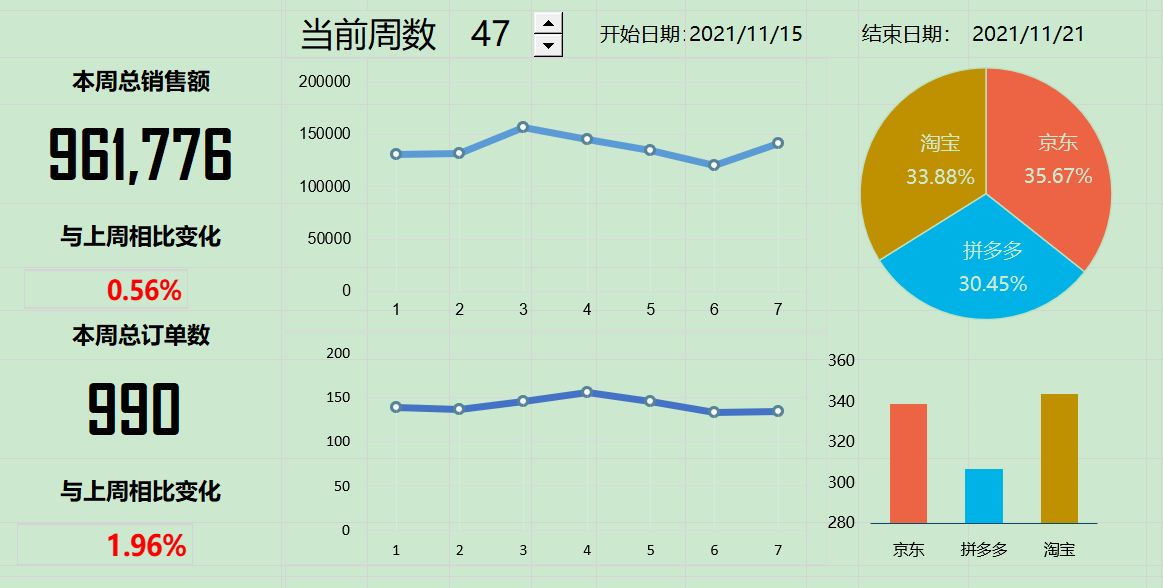 当前周数 47 开始日期:2021/11/15 结束日期： 2021/11/21
本周总销售额
961,776
与上周相比变化
0.56%
本周总订单数
990
与上周相比变化
1.96%
200000
150000
100000
50000
0
1 2 3 4 5 6 7
200
150
100
50
0
1 2 3 4 5 6 7
淘宝
33.88%
京东
35.67%
拼多多
30.45%
360
340
320
300
280
京东 拼多多 淘宝